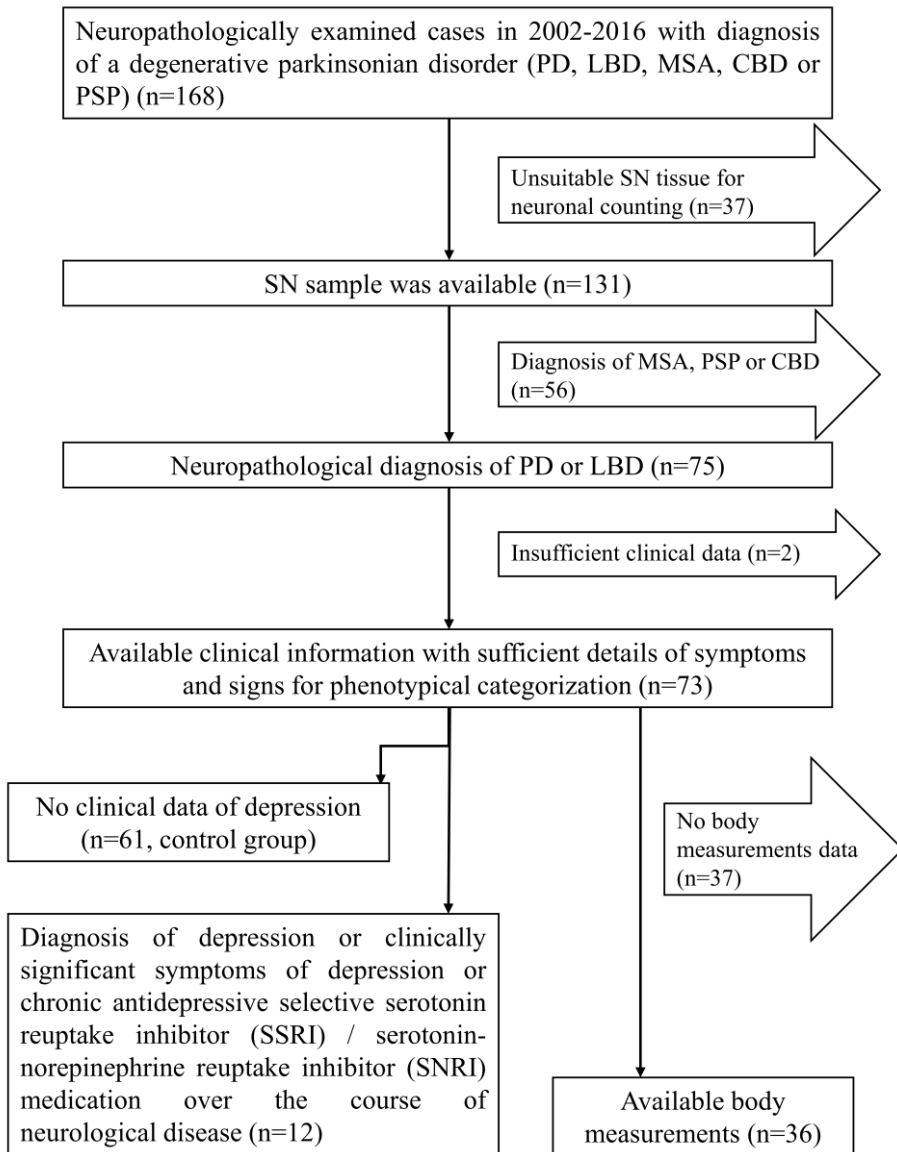 Neuropathologically examined cases in 2002-2016 with diagnosis
of a degenerative parkinsonian disorder (PD, LBD, MSA, CBD or
PSP) (n=168)
Unsuitable SN tissue for
neuronal counting (n=37)
SN sample was available (n=131)
Diagnosis of MSA, PSP or CBD
(n=56)
Neuropathological diagnosis of PD or LBD (n=75)
Insufficient clinical data (n=2)
Available clinical information with sufficient details of symptoms
and signs for phenotypical categorization (n=73)
No clinical data of depression
(n=61, control group)
No body
measurements data
(n=37)
Diagnosis of depression or clinically
significant symptoms of depression or
chronic antidepressive selective serotonin
reuptake inhibitor (SSRI) / serotonin-
norepinephrine reuptake inhibitor (SNRI)
medication over the course of
neurological disease (n=12)
Available body
measurements (n=36)